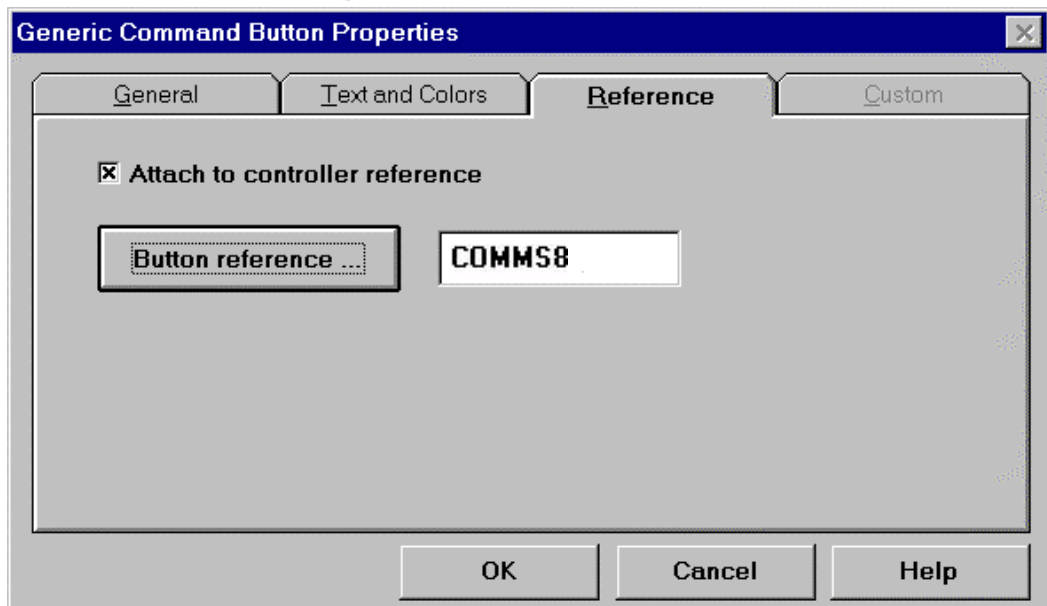 Generic Command Button Properties
General Text and Colors Reference Custom
Attach to controller reference
Button reference ... COMMS8
OK Cancel Help